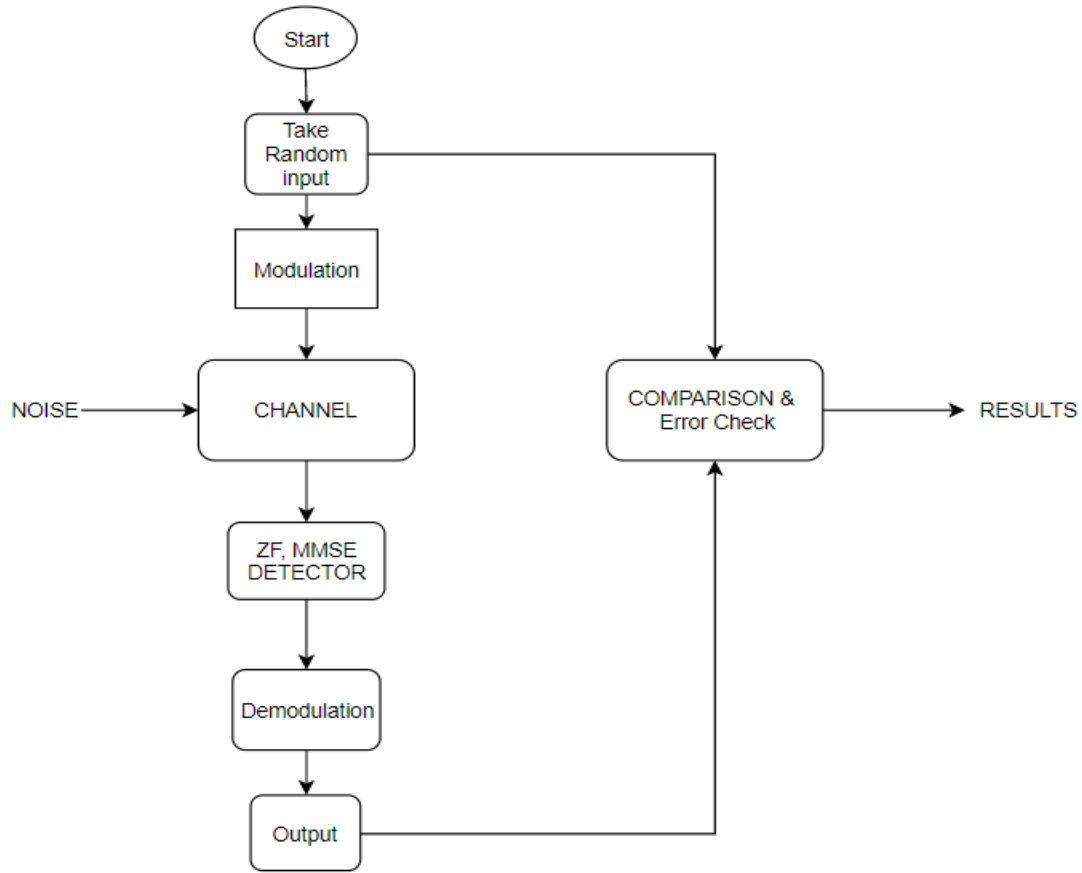 Start
Take
Random
input
Modulation
NOISE
CHANNEL
COMPARISON &
Error Check
RESULTS
ZF, MMSE
DETECTOR
Demodulation
Output